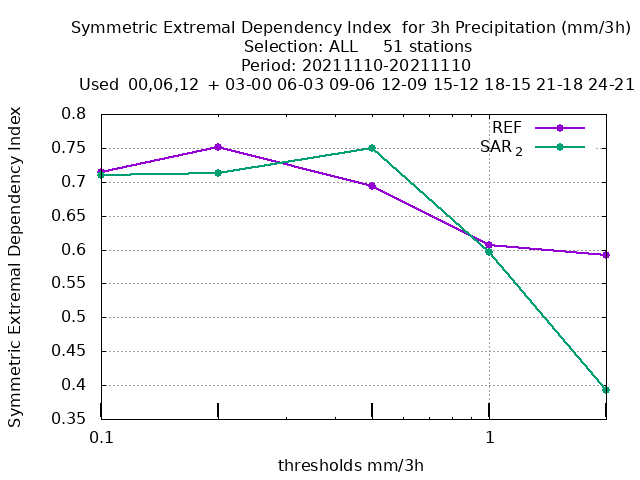 Symmetric Extremal Dependency Index  for 3h Precipitation (mm/3h)
Selection: ALL     51 stations
Period: 20211110-20211110
Used  00,06,12  + 03-00 06-03 09-06 12-09 15-12 18-15 21-18 24-21
Symmetric Extremal Dependency Index
0.8
0.75
0.7
0.65
0.6
0.55
0.5
0.45
0.4
0.35
REF
SAR 2
0.1
1
thresholds mm/3h